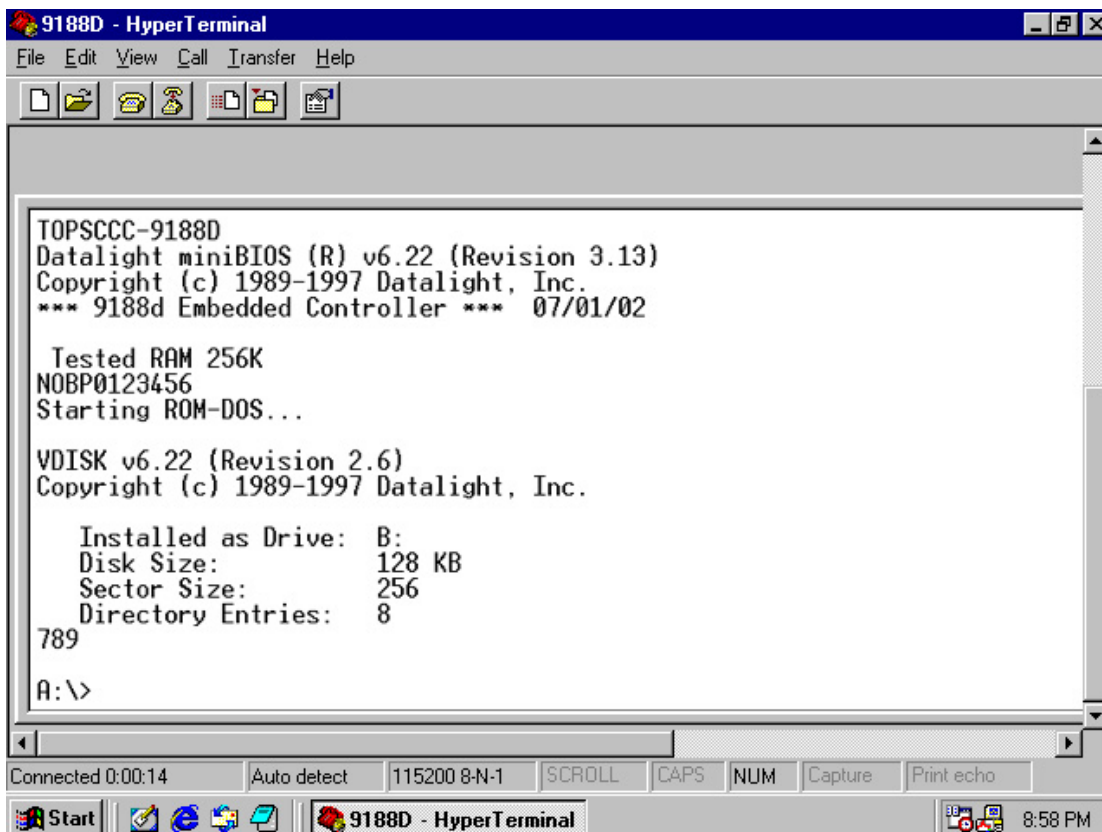 9188D - HyperTerminal
File Edit View Call Transfer Help
TOPSCCC-9188D
Datalight miniBIOS (R) v6.22 (Revision 3.13)
Copyright (c) 1989-1997 Datalight, Inc.
*** 9188d Embedded Controller *** 07/01/02
Tested RAM 256K
NOBP0123456
Starting ROM-DOS...
VDISK v6.22 (Revision 2.6)
Copyright (c) 1989-1997 Datalight, Inc.
Installed as Drive: B:
Disk Size: 128 KB
Sector Size: 256
Directory Entries: 8
789
A:\>
Connected 0:00:14 Auto detect 115200 8-N-1 SCROLL CAPS NUM Capture Print echo
Start 9188D - HyperTerminal 8:58 PM